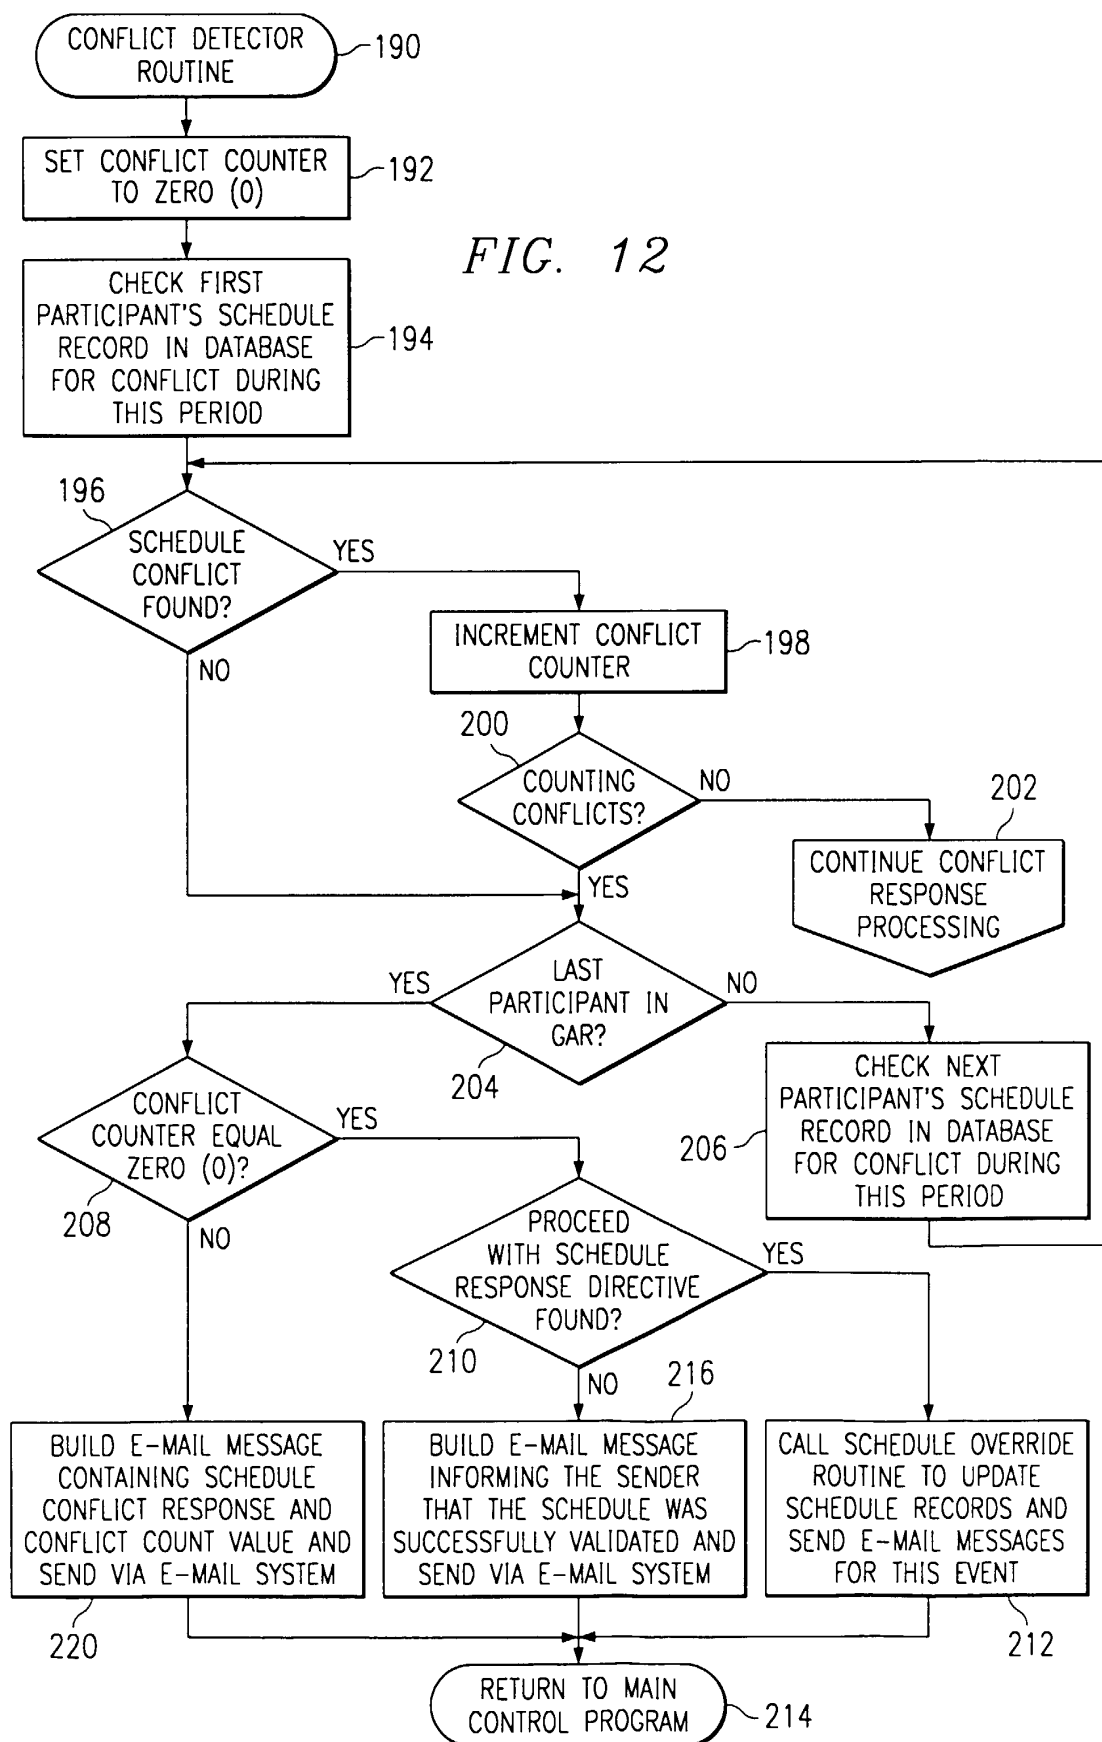 CONFLICT DETECTOR
ROUTINE
190
SET CONFLICT COUNTER
TO ZERO (0)
192
FIG. 12
CHECK FIRST
PARTICIPANT'S SCHEDULE
RECORD IN DATABASE
FOR CONFLICT DURING
THIS PERIOD
194
196
SCHEDULE
CONFLICT
FOUND?
YES
NO
INCREMENT CONFLICT
COUNTER
198
200
COUNTING
CONFLICTS?
NO
YES
202
CONTINUE CONFLICT
RESPONSE
PROCESSING
LAST
PARTICIPANT IN
GAR?
YES
NO
204
CHECK NEXT
PARTICIPANT'S SCHEDULE
RECORD IN DATABASE
FOR CONFLICT DURING
THIS PERIOD
206
CONFLICT
COUNTER EQUAL
ZERO (0)?
YES
208
NO
PROCEED
WITH SCHEDULE
RESPONSE DIRECTIVE
FOUND?
YES
210
NO
216
BUILD E-MAIL MESSAGE
CONTAINING SCHEDULE
CONFLICT RESPONSE AND
CONFLICT COUNT VALUE AND
SEND VIA E-MAIL SYSTEM
220
BUILD E-MAIL MESSAGE
INFORMING THE SENDER
THAT THE SCHEDULE WAS
SUCCESSFULLY VALIDATED AND
SEND VIA E-MAIL SYSTEM
CALL SCHEDULE OVERRIDE
ROUTINE TO UPDATE
SCHEDULE RECORDS AND
SEND E-MAIL MESSAGES
FOR THIS EVENT
212
RETURN TO MAIN
CONTROL PROGRAM
214